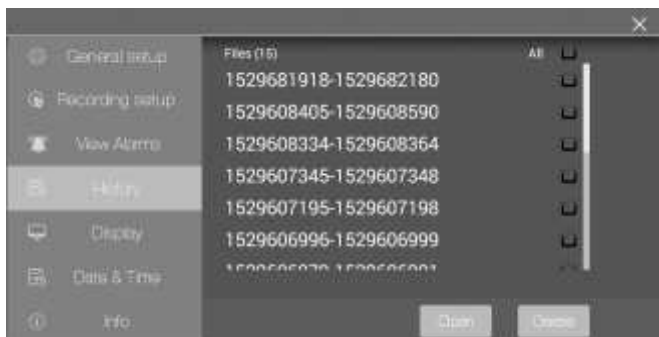 General setup
Files (15) All
1529681918-1529682180
Recording setup
1529608405-1529608590
View Alarms
1529608334-1529608364
History
1529607345-1529607348
1529607195-1529607198
Display
1529606996-1529606999
Date & Time
Info
Open Delete